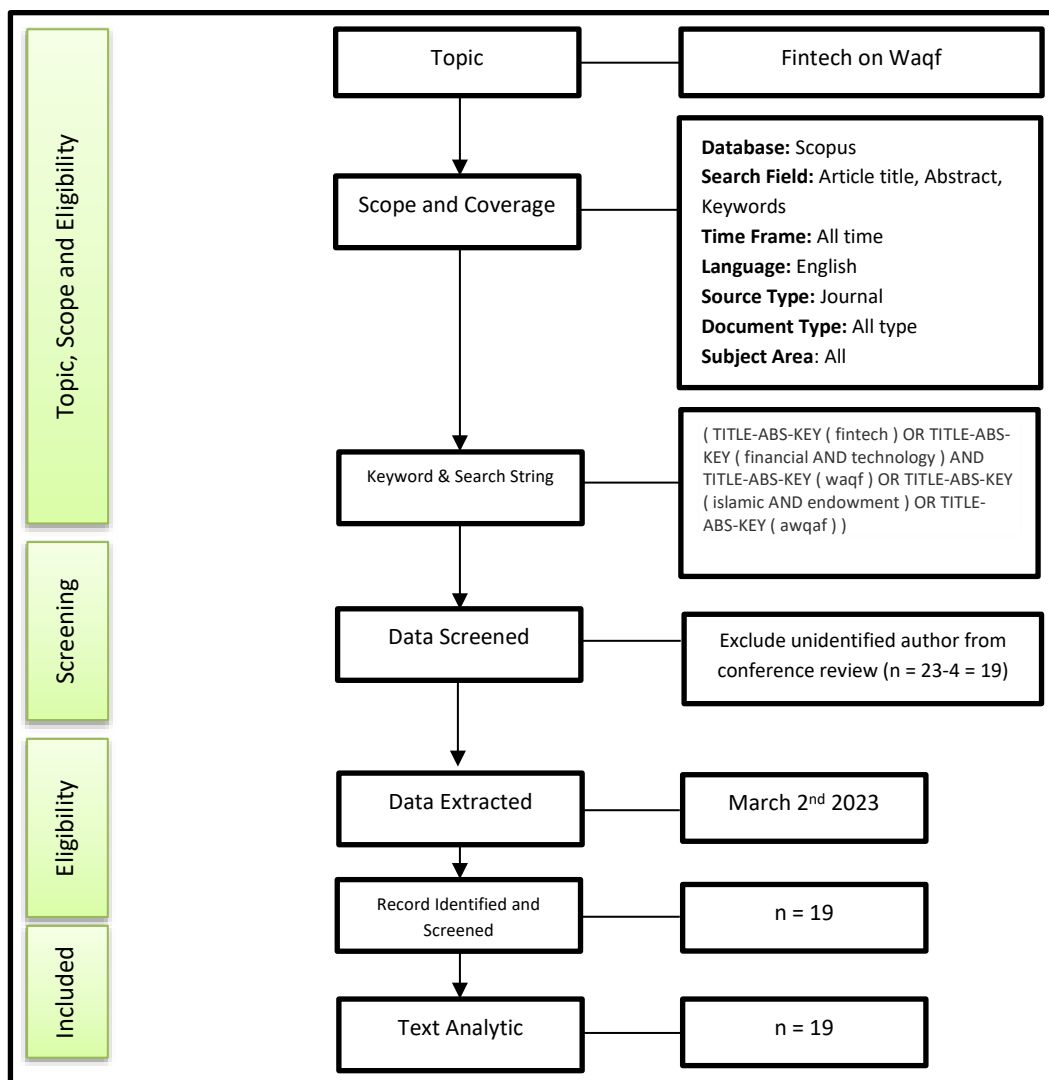 Topic, Scope and Eligibility
Topic
Fintech on Waqf
Scope and Coverage
Database: Scopus
Search Field: Article title, Abstract,
Keywords
Time Frame: All time
Language: English
Source Type: Journal
Document Type: All type
Subject Area: All
Keyword & Search String
( TITLE-ABS-KEY ( fintech ) OR TITLE-ABS-
KEY ( financial AND technology ) AND
TITLE-ABS-KEY ( waqf ) OR TITLE-ABS-KEY
( islamic AND endowment ) OR TITLE-
ABS-KEY ( awqaf ) )
Screening
Data Screened
Exclude unidentified author from
conference review (n = 23-4 = 19)
Eligibility
Data Extracted
March 2nd 2023
Record Identified and
Screened
n = 19
Included
Text Analytic
n = 19